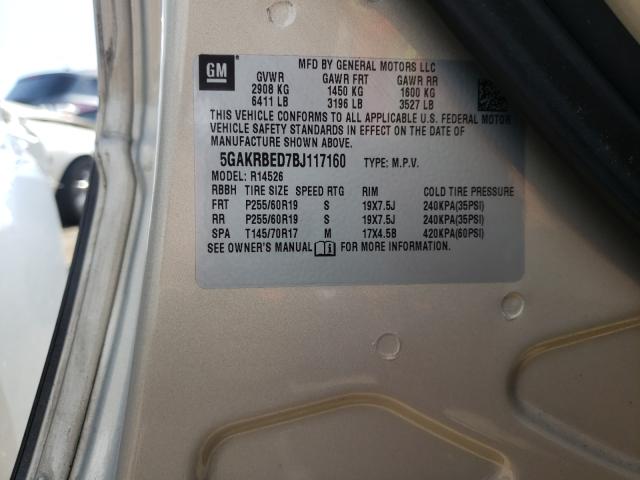 GM
MFD BY GENERAL MOTORS LLC
GVWR GAWR FRT GAWR RR
2908 KG 1450 KG 1600 KG
6411 LB 3196 LB 3527 LB
THIS VEHICLE CONFORMS TO ALL APPLICABLE U.S. FEDERAL MOTOR
VEHICLE SAFETY STANDARDS IN EFFECT ON THE DATE OF
MANUFACTURE SHOWN ABOVE.
5GAKRBED7BJ117160 TYPE: M.P.V.
MODEL: R14526
RBBH TIRE SIZE SPEED RTG RIM COLD TIRE PRESSURE
FRT P255/60R19 S 19X7.5J 240KPA(35PSI)
RR P255/60R19 S 19X7.5J 240KPA(35PSI)
SPA T145/70R17 M 17X4.5B 420KPA(60PSI)
SEE OWNER'S MANUAL FOR MORE INFORMATION.